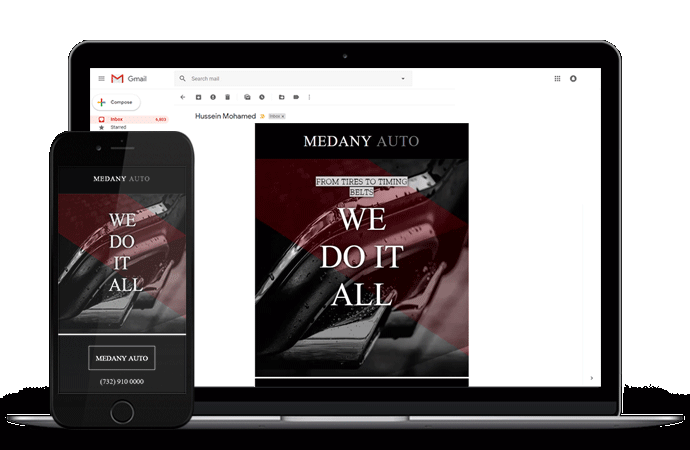 Gmail
Search mail
Compose
Inbox 6,603
Starred
Hussein Mohamed Inbox x
MEDANY AUTO
FROM TIRES TO TIMING
BELTS
WE
DO IT
ALL
MEDANY AUTO
WE
DO
IT
ALL
MEDANY AUTO
(732) 910 0000